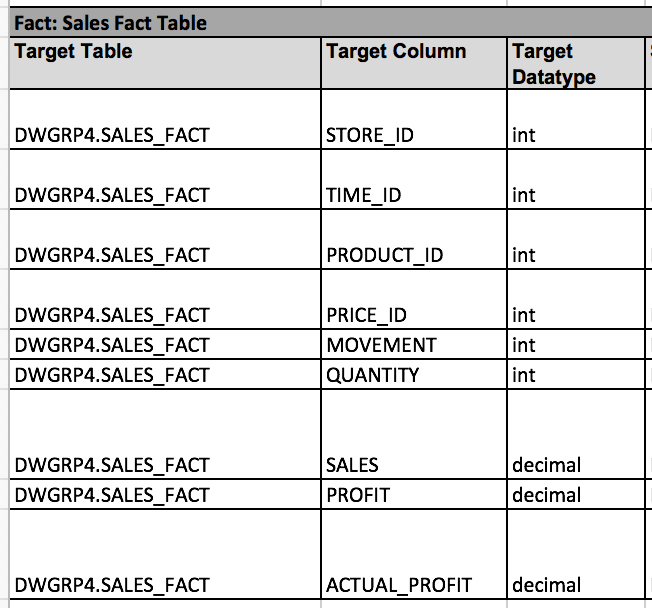 Fact: Sales Fact Table
Target Table Target Column Target
Datatype
DWGRP4.SALES_FACT STORE_ID int
DWGRP4.SALES_FACT TIME_ID int
DWGRP4.SALES_FACT PRODUCT_ID int
DWGRP4.SALES_FACT PRICE_ID int
DWGRP4.SALES_FACT MOVEMENT int
DWGRP4.SALES_FACT QUANTITY int
DWGRP4.SALES_FACT SALES decimal
DWGRP4.SALES_FACT PROFIT decimal
DWGRP4.SALES_FACT ACTUAL_PROFIT decimal